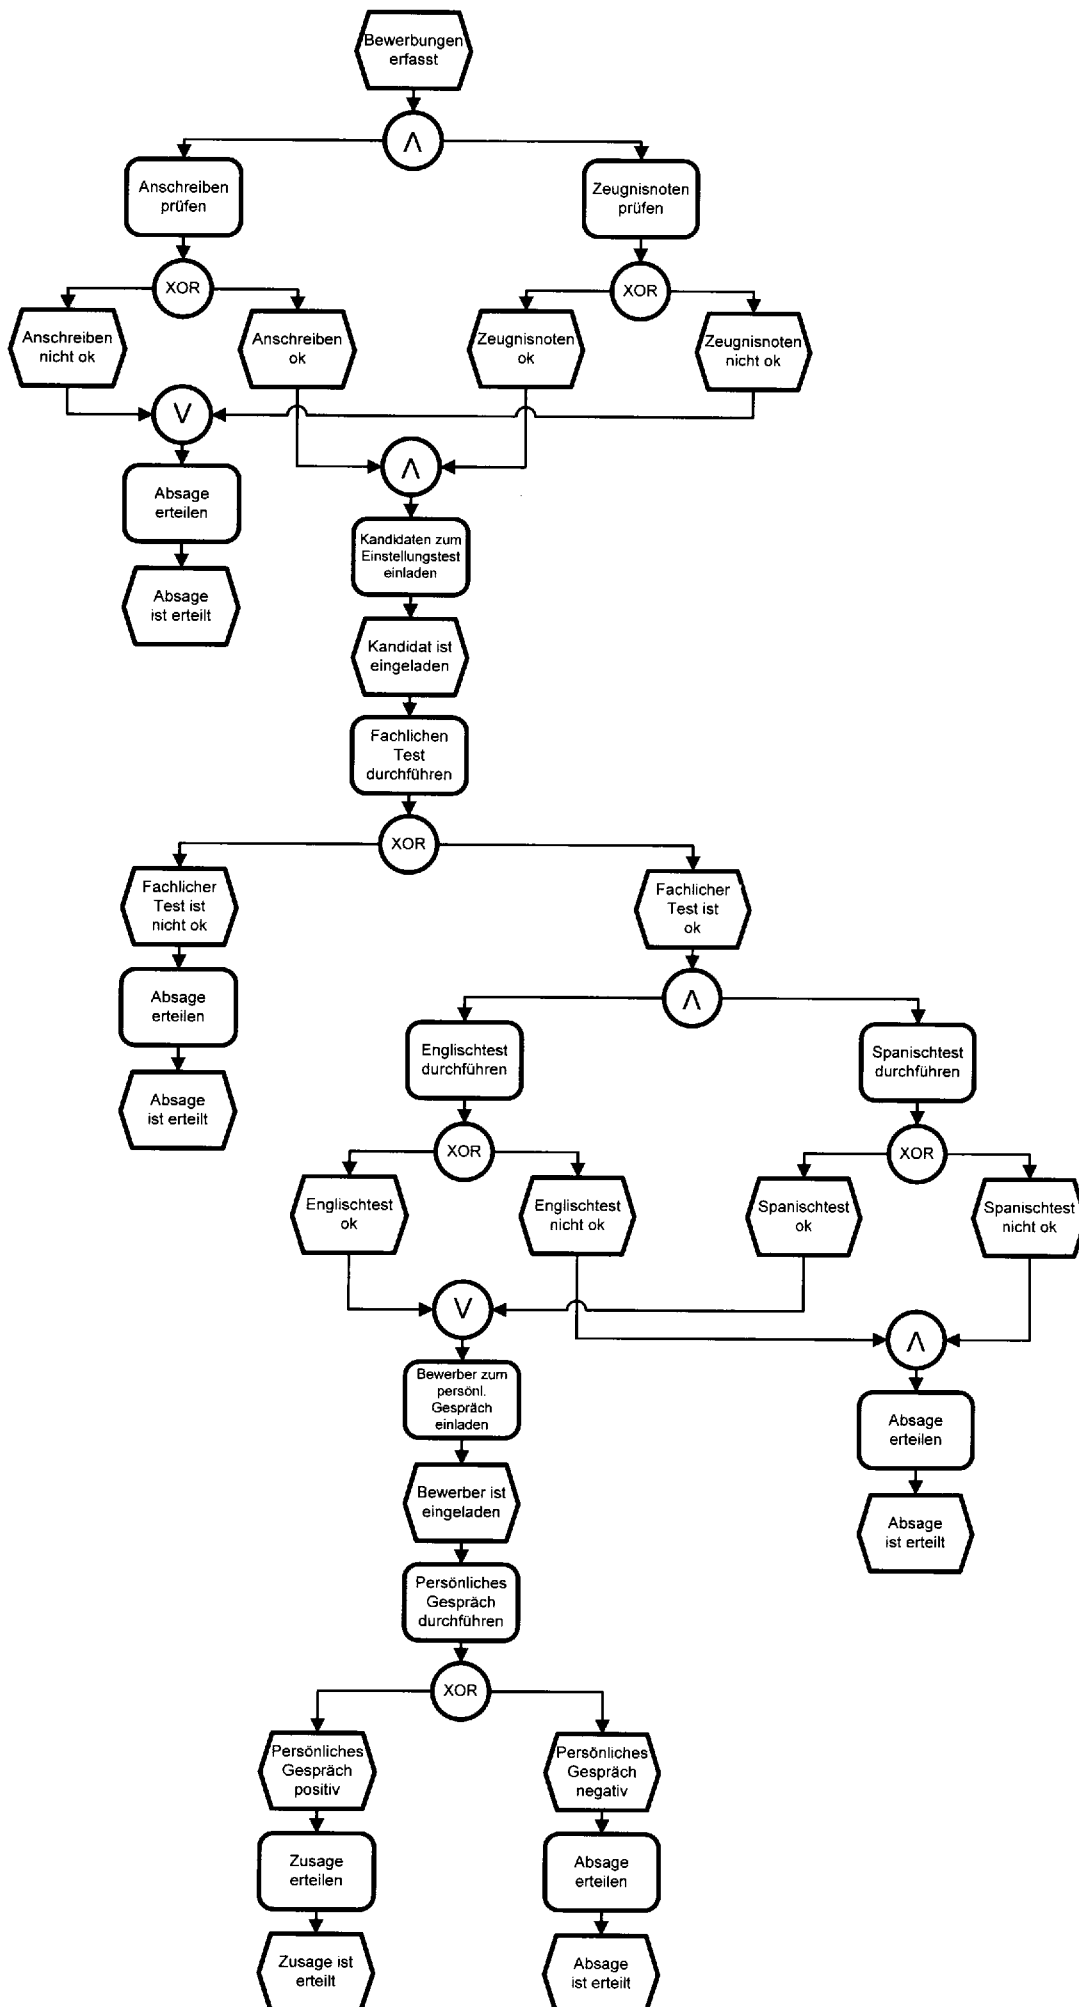 Bewerbungen
erfasst
Λ
Anschreiben
prüfen
Zeugnisnoten
prüfen
XOR
XOR
Anschreiben
nicht ok
Anschreiben
ok
Zeugnisnoten
ok
Zeugnisnoten
nicht ok
V
Λ
Absage
erteilen
Kandidaten zum
Einstellungstest
einladen
Absage
ist erteilt
Kandidat ist
eingeladen
Fachlichen
Test
durchführen
XOR
Fachlicher
Test ist
nicht ok
Fachlicher
Test ist
ok
Absage
erteilen
Λ
Englischtest
durchführen
Spanischtest
durchführen
Absage
ist erteilt
XOR
XOR
Englischtest
ok
Englischtest
nicht ok
Spanischtest
ok
Spanischtest
nicht ok
V
Λ
Bewerber zum
persönl.
Gespräch
einladen
Absage
erteilen
Bewerber ist
eingeladen
Absage
ist erteilt
Persönliches
Gespräch
durchführen
XOR
Persönliches
Gespräch
positiv
Persönliches
Gespräch
negativ
Zusage
erteilen
Absage
erteilen
Zusage ist
erteilt
Absage
ist erteilt